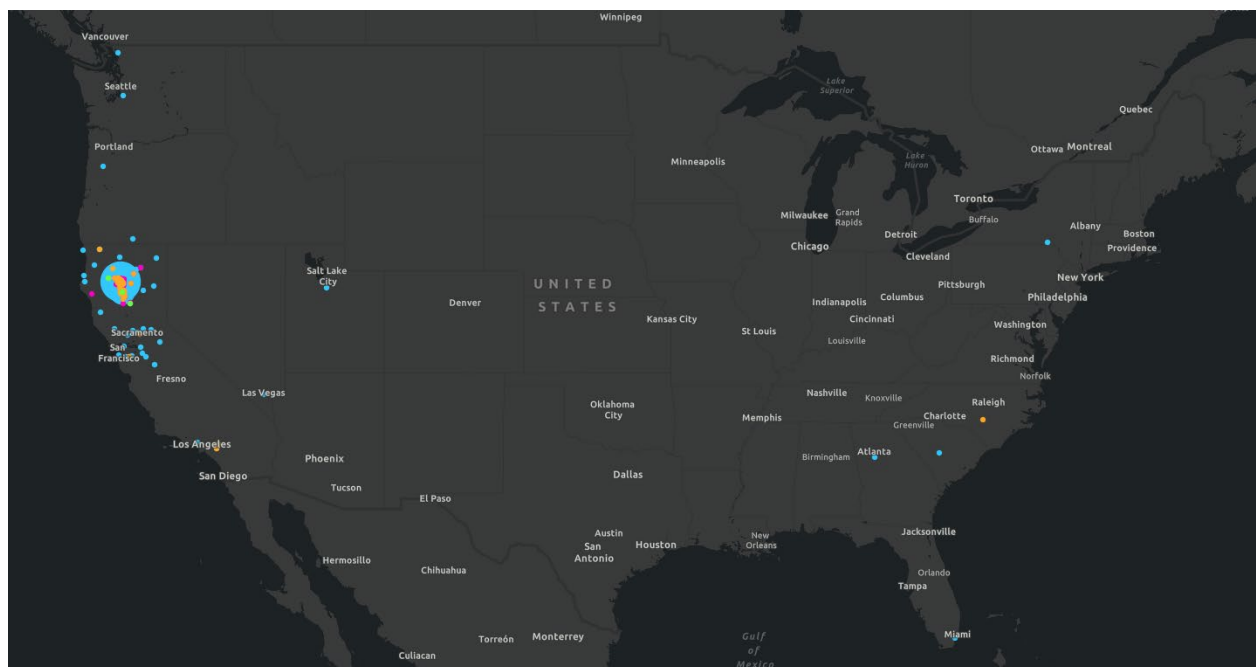 Winnipeg
Vancouver
Seattle
Lake
Superior
Quebec
Portland
Ottawa
Montreal
Minneapolis
Lake
Huron
Toronto
Milwaukee
Grand
Rapids
Buffalo
Albany
Boston
Detroit
Chicago
Providence
Cleveland
Salt Lake
City
New York
UNITED
STATES
Pittsburgh
Denver
Indianapolis
Columbus
Philadelphia
Kansas City
Cincinnati
Washington
Sacramento
St Louis
Louisville
San
Francisco
Richmond
Fresno
Norfolk
Las Vegas
Nashville
Knoxville
Raleigh
Oklahoma
City
Memphis
Charlotte
Greenville
Los Angeles
Birmingham
Atlanta
Phoenix
San Diego
Dallas
Tucson
El Paso
Jacksonville
Austin
New
Orleans
San
Antonio
Houston
Hermosillo
Chihuahua
Orlando
Tampa
Miami
Torreón
Monterrey
Gulf
of
Mexico
Culiacan